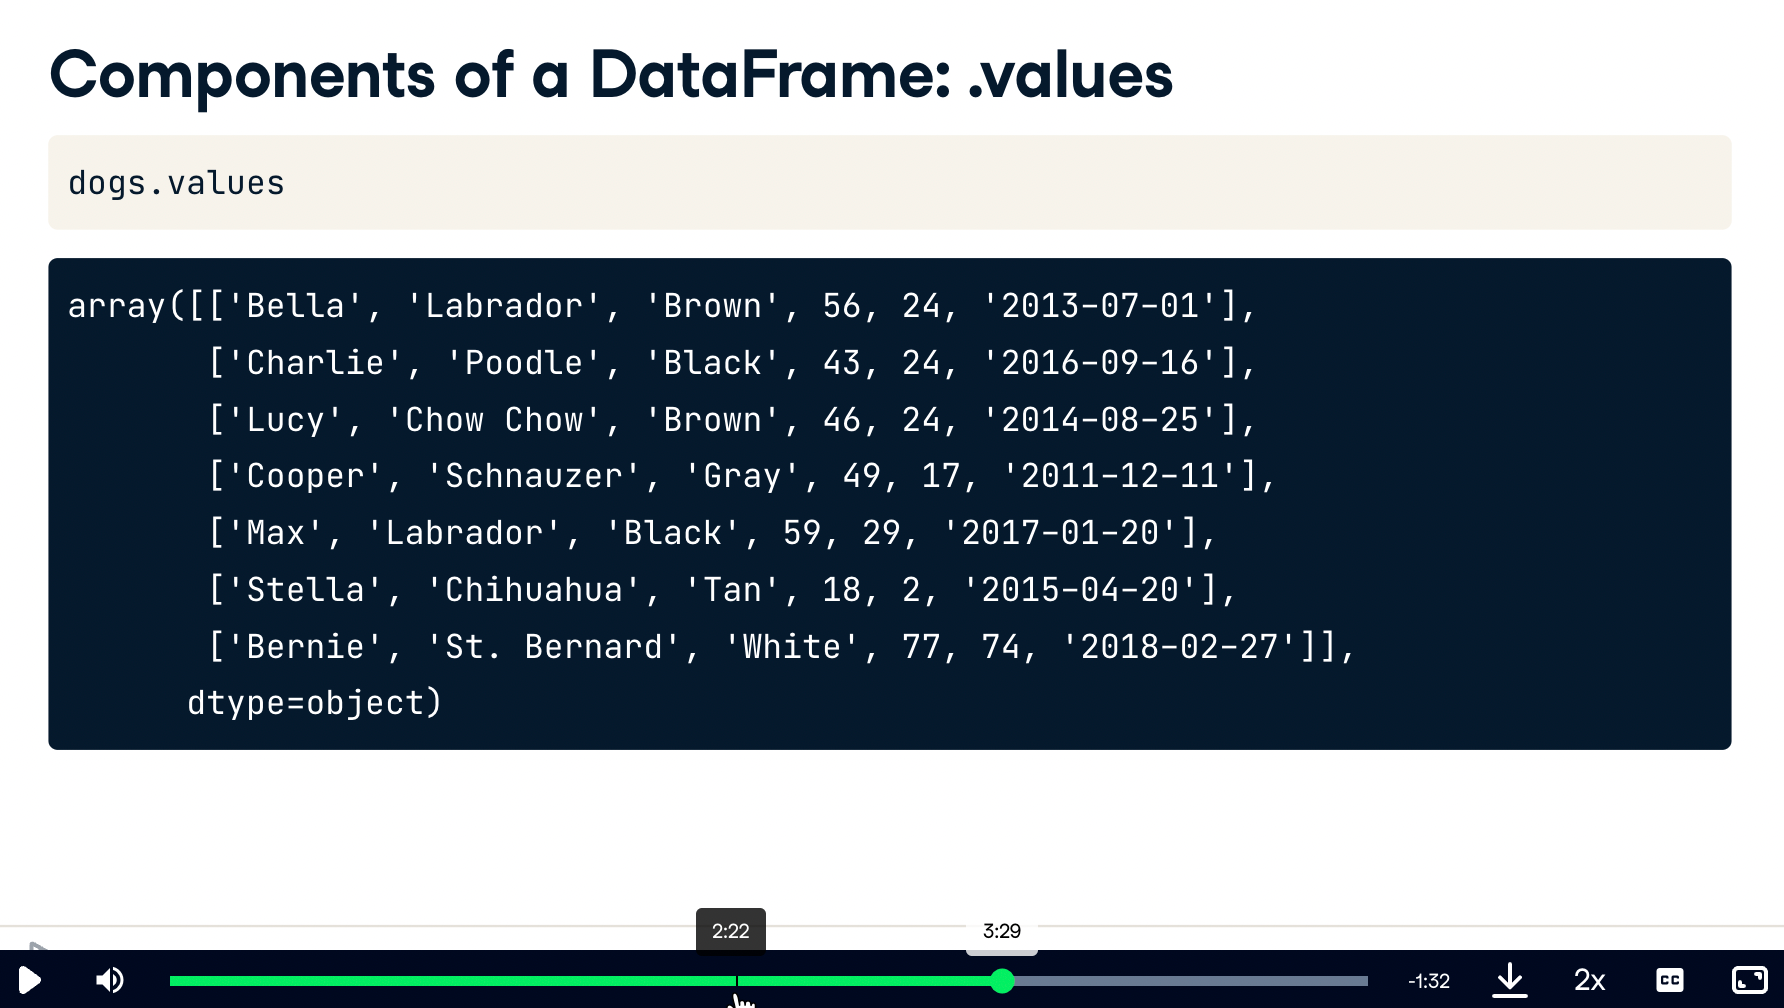 Components of a DataFrame: .values
dogs.values
array([['Bella', 'Labrador', 'Brown', 56, 24, '2013-07-01'],
['Charlie', 'Poodle', 'Black', 43, 24, '2016-09-16'],
['Lucy', 'Chow Chow', 'Brown', 46, 24, '2014-08-25'],
['Cooper', 'Schnauzer', 'Gray', 49, 17, '2011-12-11'],
['Max', 'Labrador', 'Black', 59, 29, '2017-01-20'],
['Stella', 'Chihuahua', 'Tan', 18, 2, '2015-04-20'],
['Bernie', 'St. Bernard', 'White', 77, 74, '2018-02-27']],
dtype=object)
2:22 3:29
-1:32 2x CC